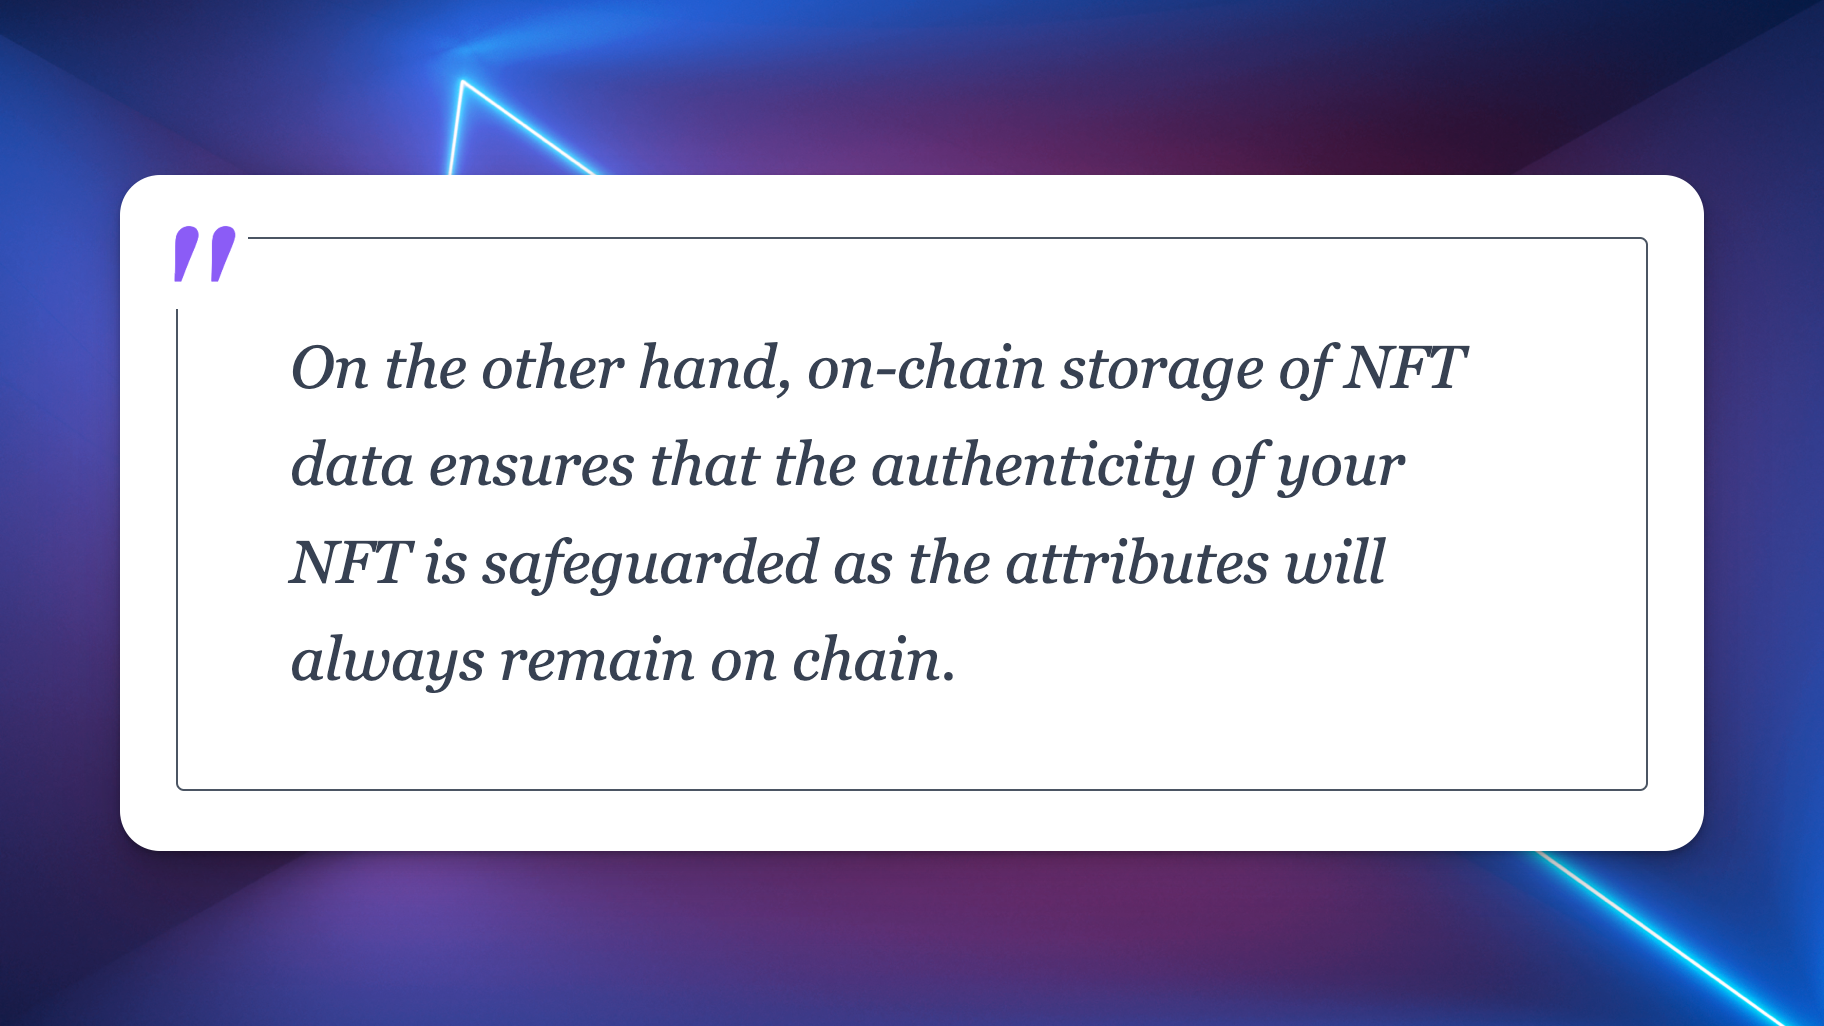 "
On the other hand, on-chain storage of NFT
data ensures that the authenticity of your
NFT is safeguarded as the attributes will
always remain on chain.